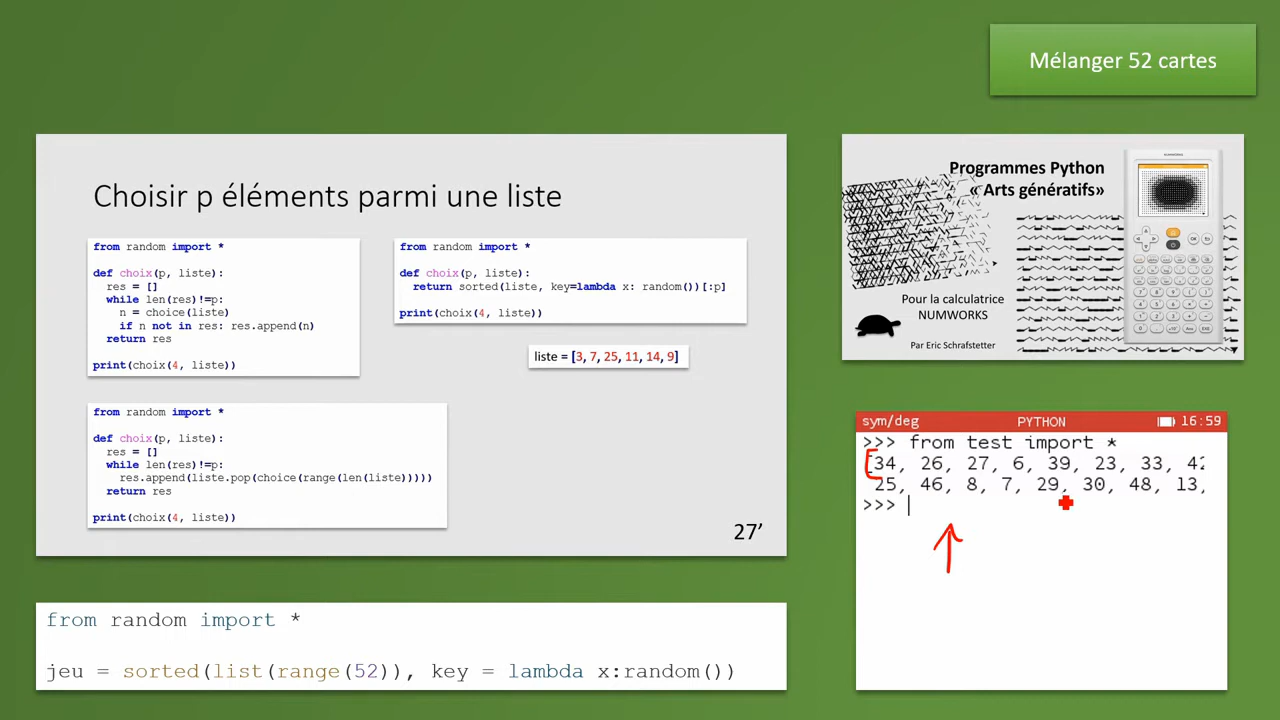 Mélanger 52 cartes
Choisir p éléments parmi une liste
from random import *
def choix(p, liste):
res = []
while len(res)!=p:
n = choice(liste)
if n not in res: res.append(n)
return res
print(choix(4, liste))
from random import *
def choix(p, liste):
return sorted(liste, key=lambda x: random())[:p]
print(choix(4, liste))
liste = [3, 7, 25, 11, 14, 9]
from random import *
def choix(p, liste):
res = []
while len(res)!=p:
res.append(liste.pop(choice(range(len(liste)))))
return res
print(choix(4, liste))
27’
Programmes Python
« Arts génératifs»
Pour la calculatrice
NUMWORKS
Par Eric Schrafstetter
sym/deg PYTHON 16:59
>>> from test import *
[34, 26, 27, 6, 39, 23, 33, 42
25, 46, 8, 7, 29, 30, 48, 13,
>>>
from random import *
jeu = sorted(list(range(52)), key = lambda x:random())